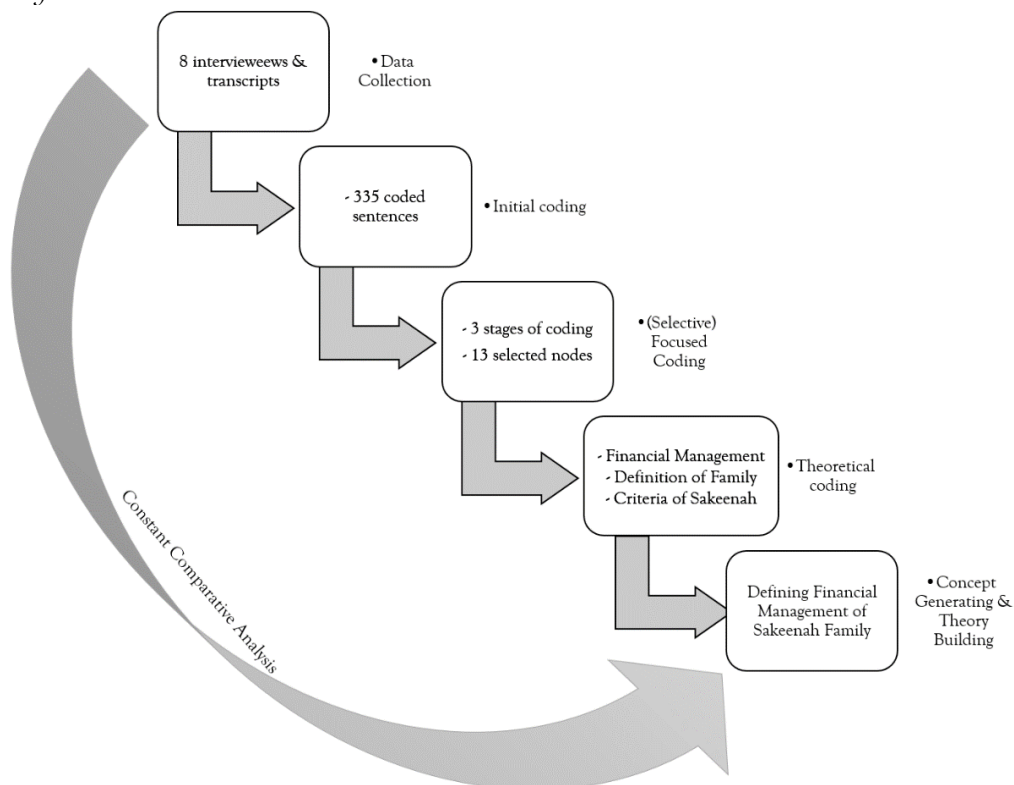 8 intervieweews &
transcripts
• Data
Collection
- 335 coded
sentences
• Initial coding
- 3 stages of coding
- 13 selected nodes
• (Selective)
Focused
Coding
- Financial Management
- Definition of Family
- Criteria of Sakeenah
• Theoretical
coding
Defining Financial
Management of
Sakeenah Family
• Concept
Generating &
Theory
Building
Constant Comparative Analysis